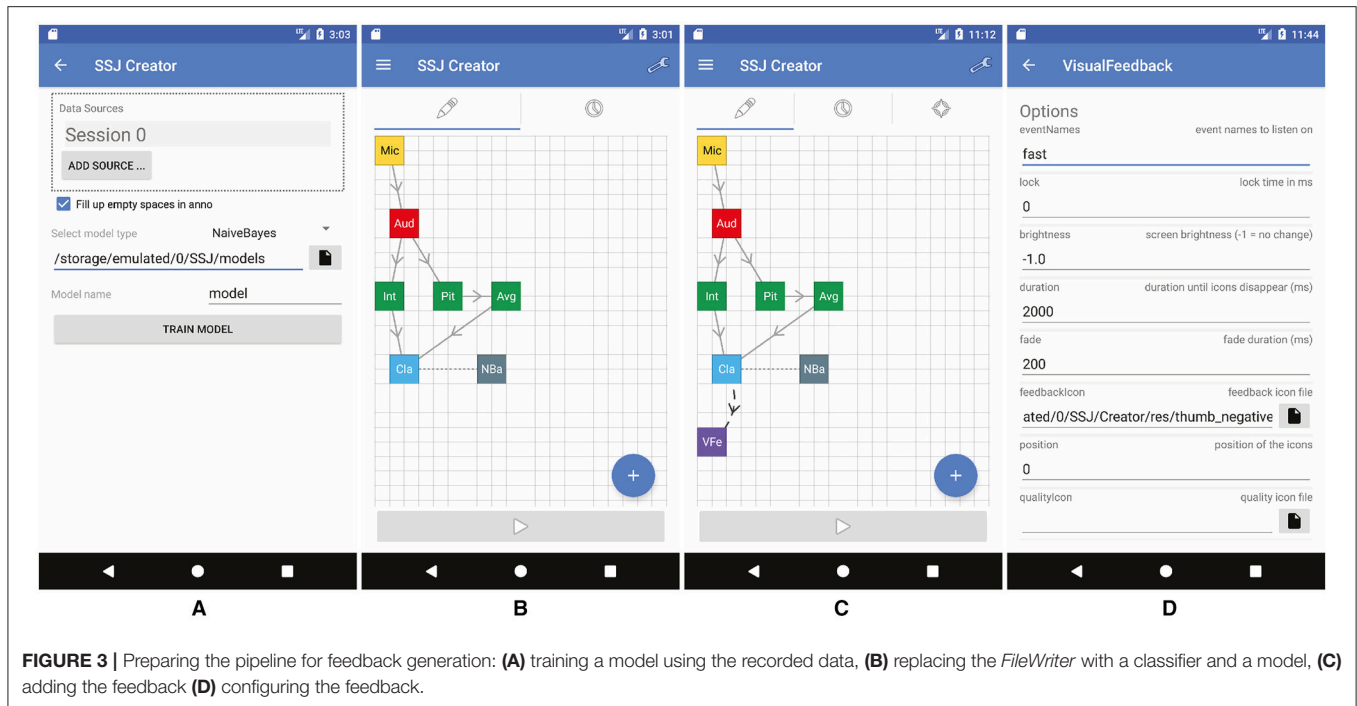 3:03
SSJ Creator
Data Sources
Session 0
ADD SOURCE ...
Fill up empty spaces in anno
Select model type NaiveBayes
/storage/emulated/0/SSJ/models
Model name model
TRAIN MODEL
A
3:01
SSJ Creator
Mic
Aud
Int Pit Avg
Cla NBa
+
B
11:12
SSJ Creator
Mic
Aud
Int Pit Avg
Cla NBa
VFe
+
C
11:44
VisualFeedback
Options
eventNames event names to listen on
fast
lock lock time in ms
0
brightness screen brightness (-1 = no change)
-1.0
duration duration until icons disappear (ms)
2000
fade fade duration (ms)
200
feedbackIcon feedback icon file
ated/0/SSJ/Creator/res/thumb_negative
position position of the icons
0
qualityIcon quality icon file
D
FIGURE 3 | Preparing the pipeline for feedback generation: (A) training a model using the recorded data, (B) replacing the FileWriter with a classifier and a model, (C)
adding the feedback (D) configuring the feedback.